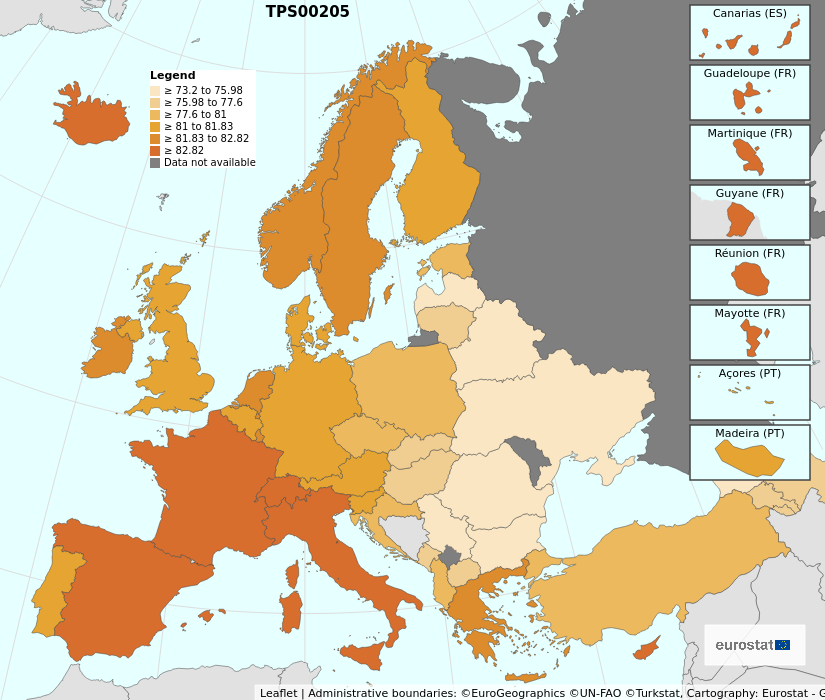 TPS00205
Legend
≥ 73.2 to 75.98
≥ 75.98 to 77.6
≥ 77.6 to 81
≥ 81 to 81.83
≥ 81.83 to 82.82
≥ 82.82
Data not available
Canarias (ES)
Guadeloupe (FR)
Martinique (FR)
Guyane (FR)
Réunion (FR)
Mayotte (FR)
Açores (PT)
Madeira (PT)
eurostat
Leaflet | Administrative boundaries: ©EuroGeographics ©UN-FAO ©Turkstat, Cartography: Eurostat - G